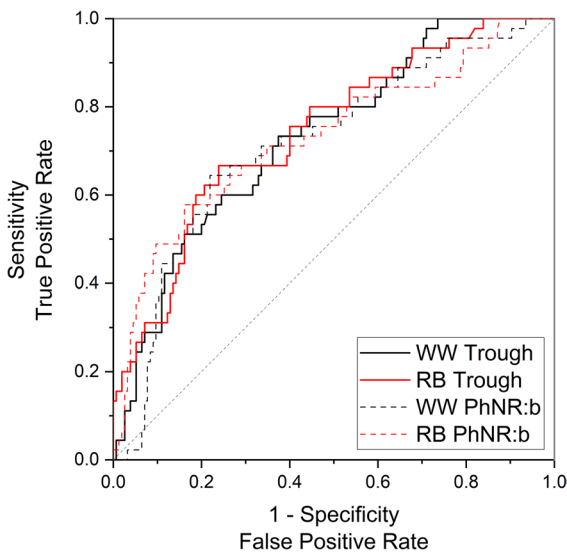 1.0
0.8
0.6
0.4
0.2
0.0
Sensitivity
True Positive Rate
WW Trough
RB Trough
WW PhNR:b
RB PhNR:b
0.0 0.2 0.4 0.6 0.8 1.0
1 - Specificity
False Positive Rate